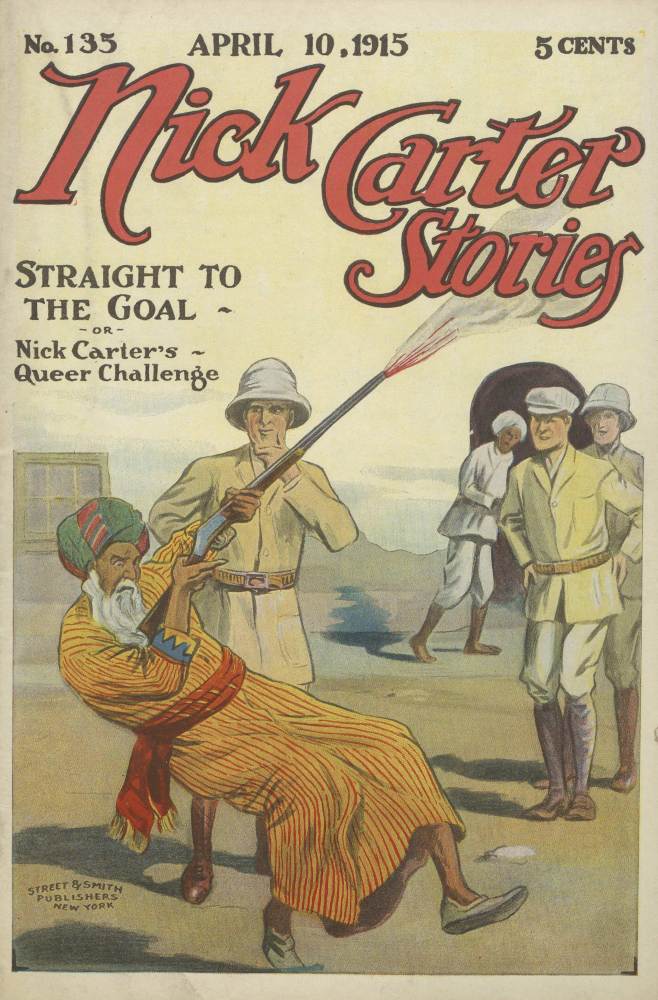 No. 135 APRIL 10, 1915 5 CENTS
Nick Carter
Stories
STRAIGHT TO
THE GOAL ~
- OR -
Nick Carter's ~
Queer Challenge
STREET & SMITH
PUBLISHERS
NEW YORK